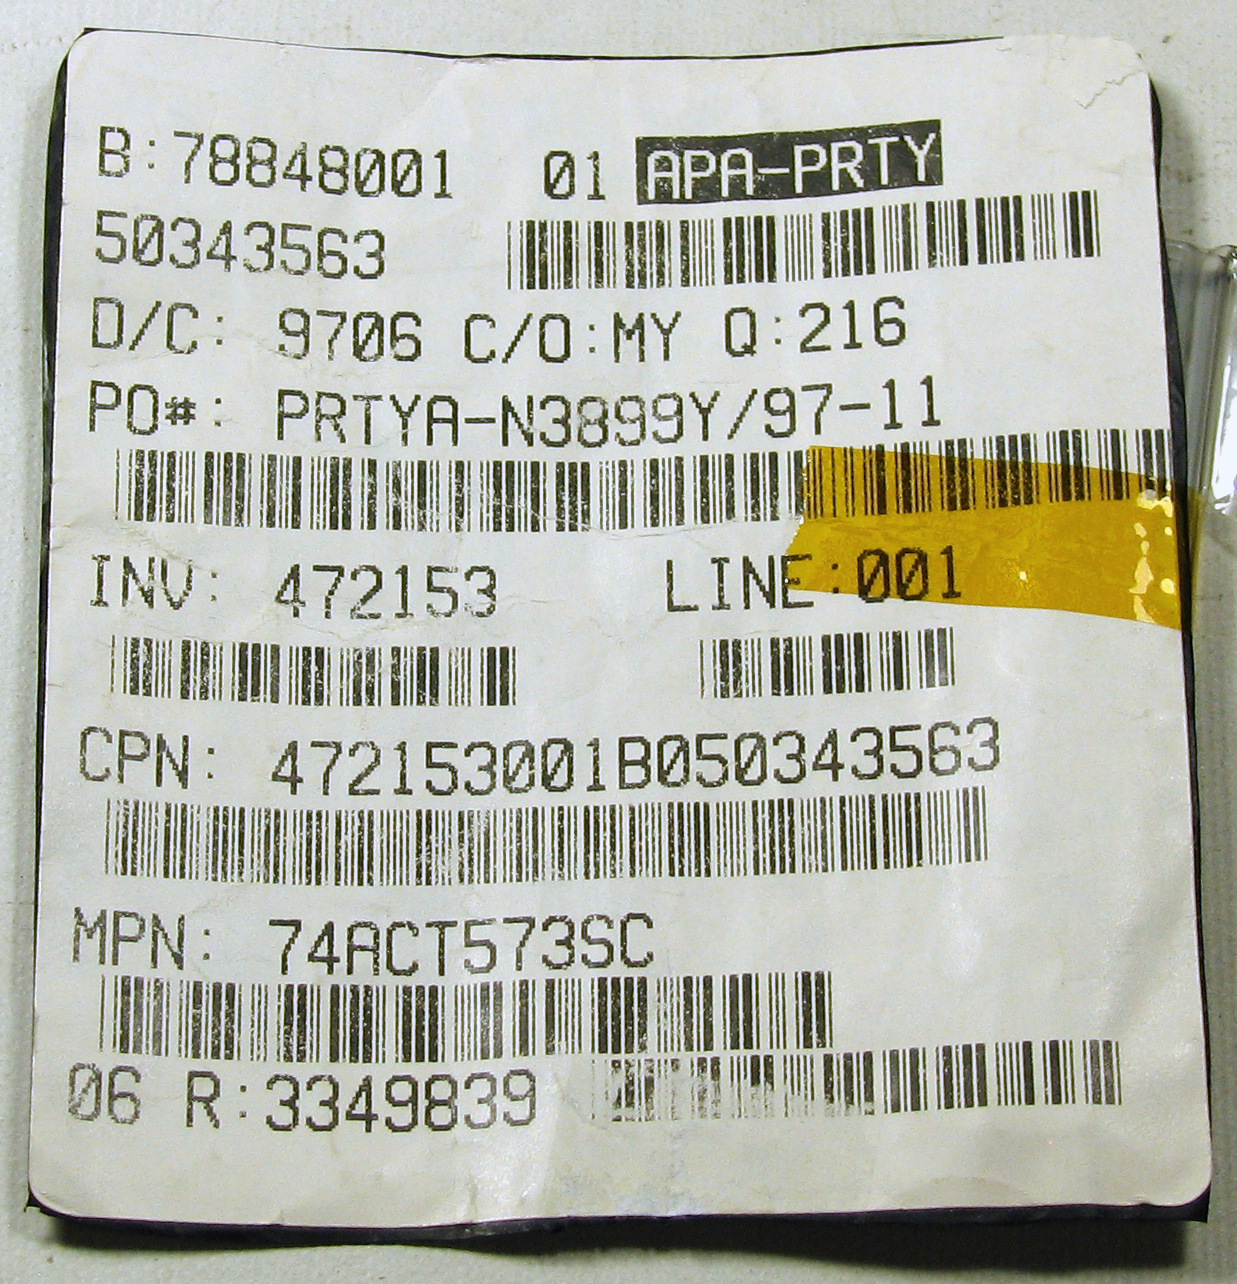 B:78848001 01 APA-PRTY
50343563
D/C: 9706 C/O:MY Q:216
PO#: PRTYA-N3899Y/97-11
INV: 472153 LINE:001
CPN: 472153001B050343563
MPN: 74ACT573SC
06 R:3349839